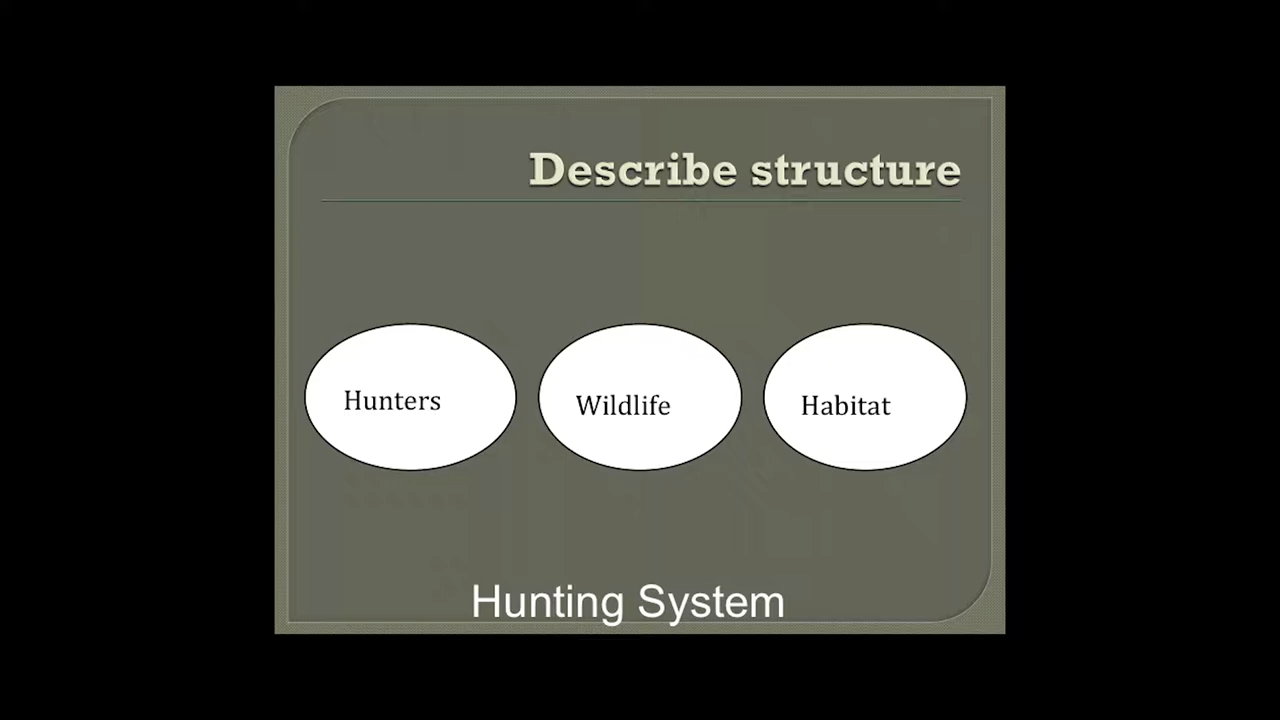 Describe structure
Hunters
Wildlife
Habitat
Hunting System